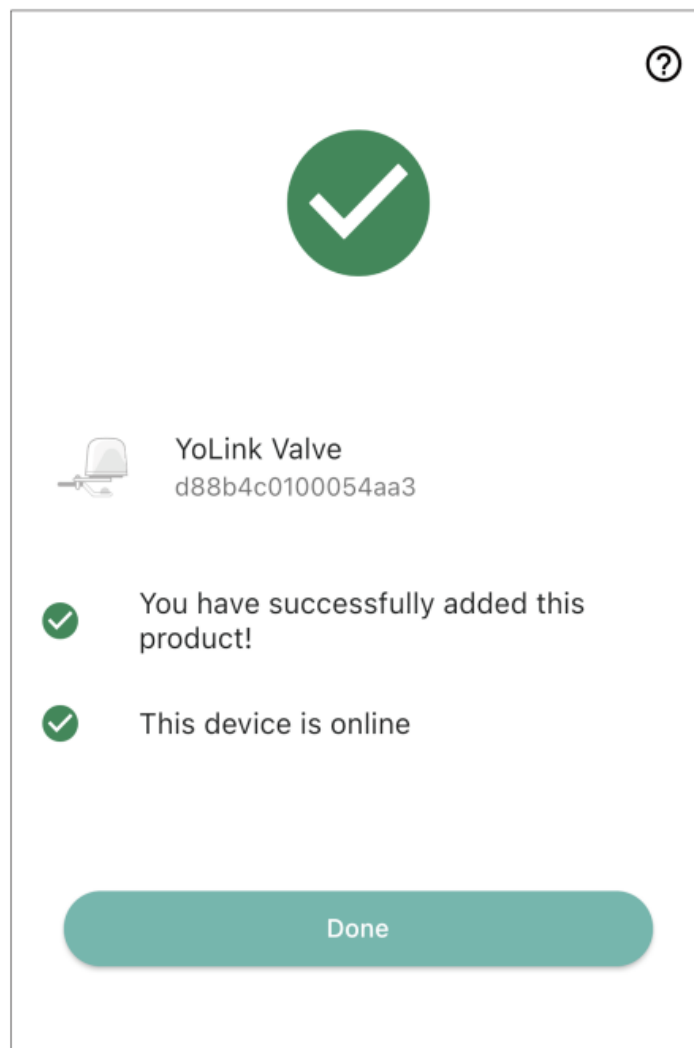 YoLink Valve
d88b4c0100054aa3
You have successfully added this
product!
This device is online
Done